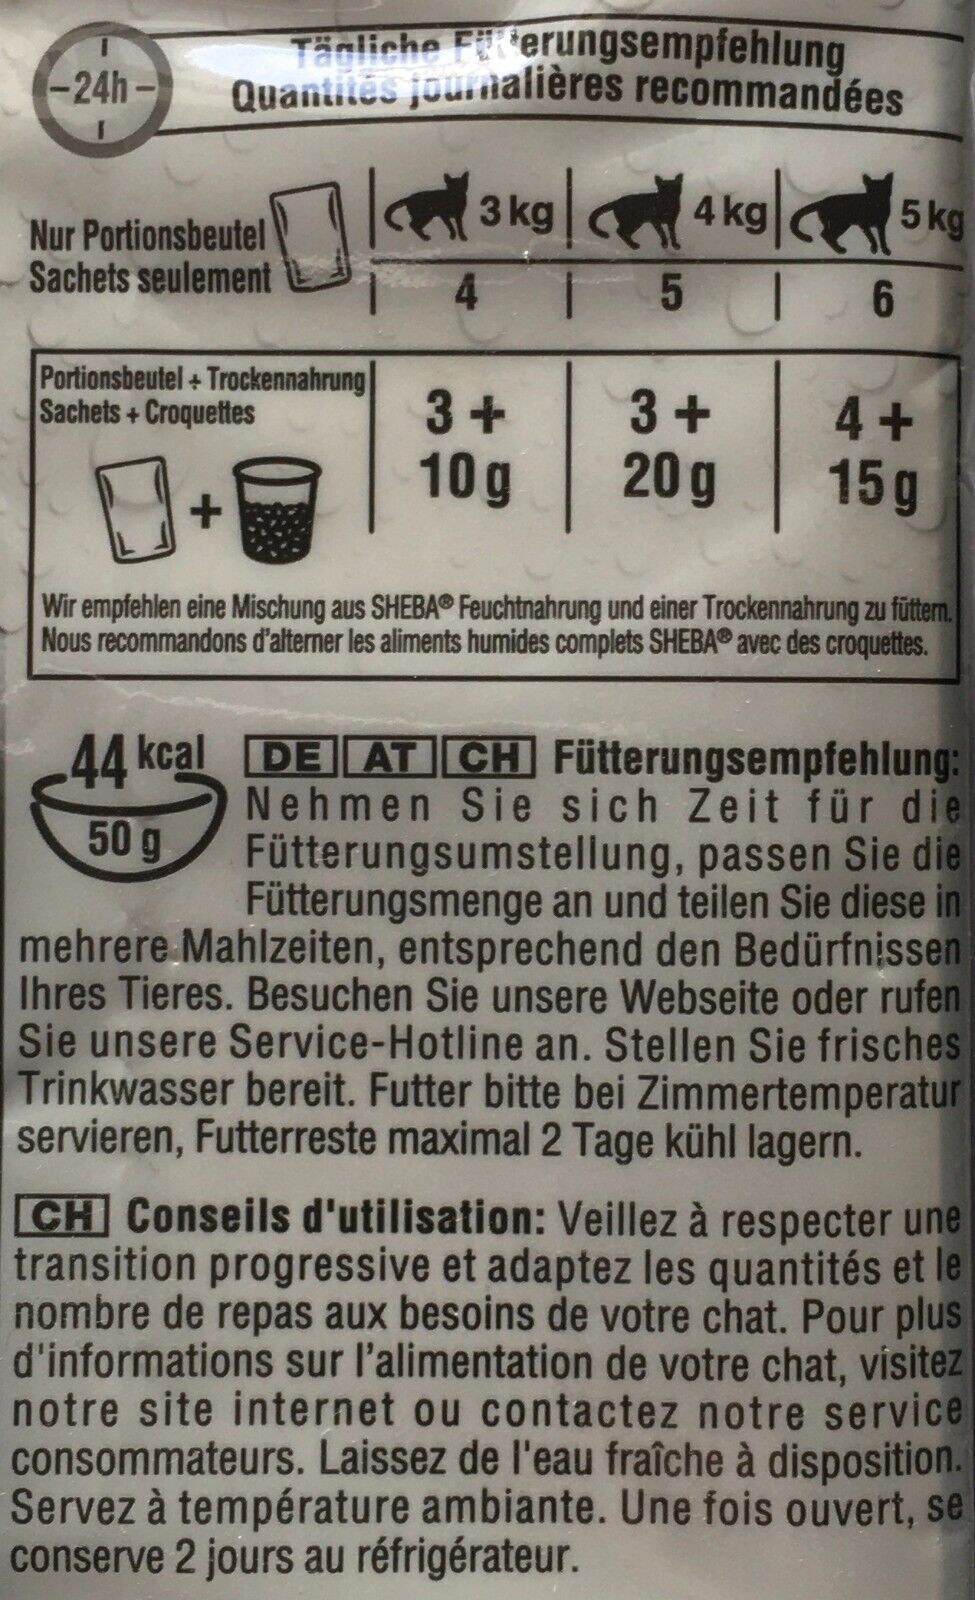 24h
Tägliche Fütterungsempfehlung
Quantités journalières recommandées
3 kg 4 kg 5 kg
Nur Portionsbeutel
Sachets seulement
4 5 6
Portionsbeutel + Trockennahrung
Sachets + Croquettes
3 + 3 + 4 +
10 g 20 g 15 g
+
Wir empfehlen eine Mischung aus SHEBA® Feuchtnahrung und einer Trockennahrung zu füttern.
Nous recommandons d'alterner les aliments humides complets SHEBA® avec des croquettes.
44 kcal
50 g
DE AT CH Fütterungsempfehlung:
Nehmen Sie sich Zeit für die
Fütterungsumstellung, passen Sie die
Fütterungsmenge an und teilen Sie diese in
mehrere Mahlzeiten, entsprechend den Bedürfnissen
Ihres Tieres. Besuchen Sie unsere Webseite oder rufen
Sie unsere Service-Hotline an. Stellen Sie frisches
Trinkwasser bereit. Futter bitte bei Zimmertemperatur
servieren, Futterreste maximal 2 Tage kühl lagern.
CH Conseils d'utilisation: Veillez à respecter une
transition progressive et adaptez les quantités et le
nombre de repas aux besoins de votre chat. Pour plus
d'informations sur l'alimentation de votre chat, visitez
notre site internet ou contactez notre service
consommateurs. Laissez de l'eau fraîche à disposition.
Servez à température ambiante. Une fois ouvert, se
conserve 2 jours au réfrigérateur.